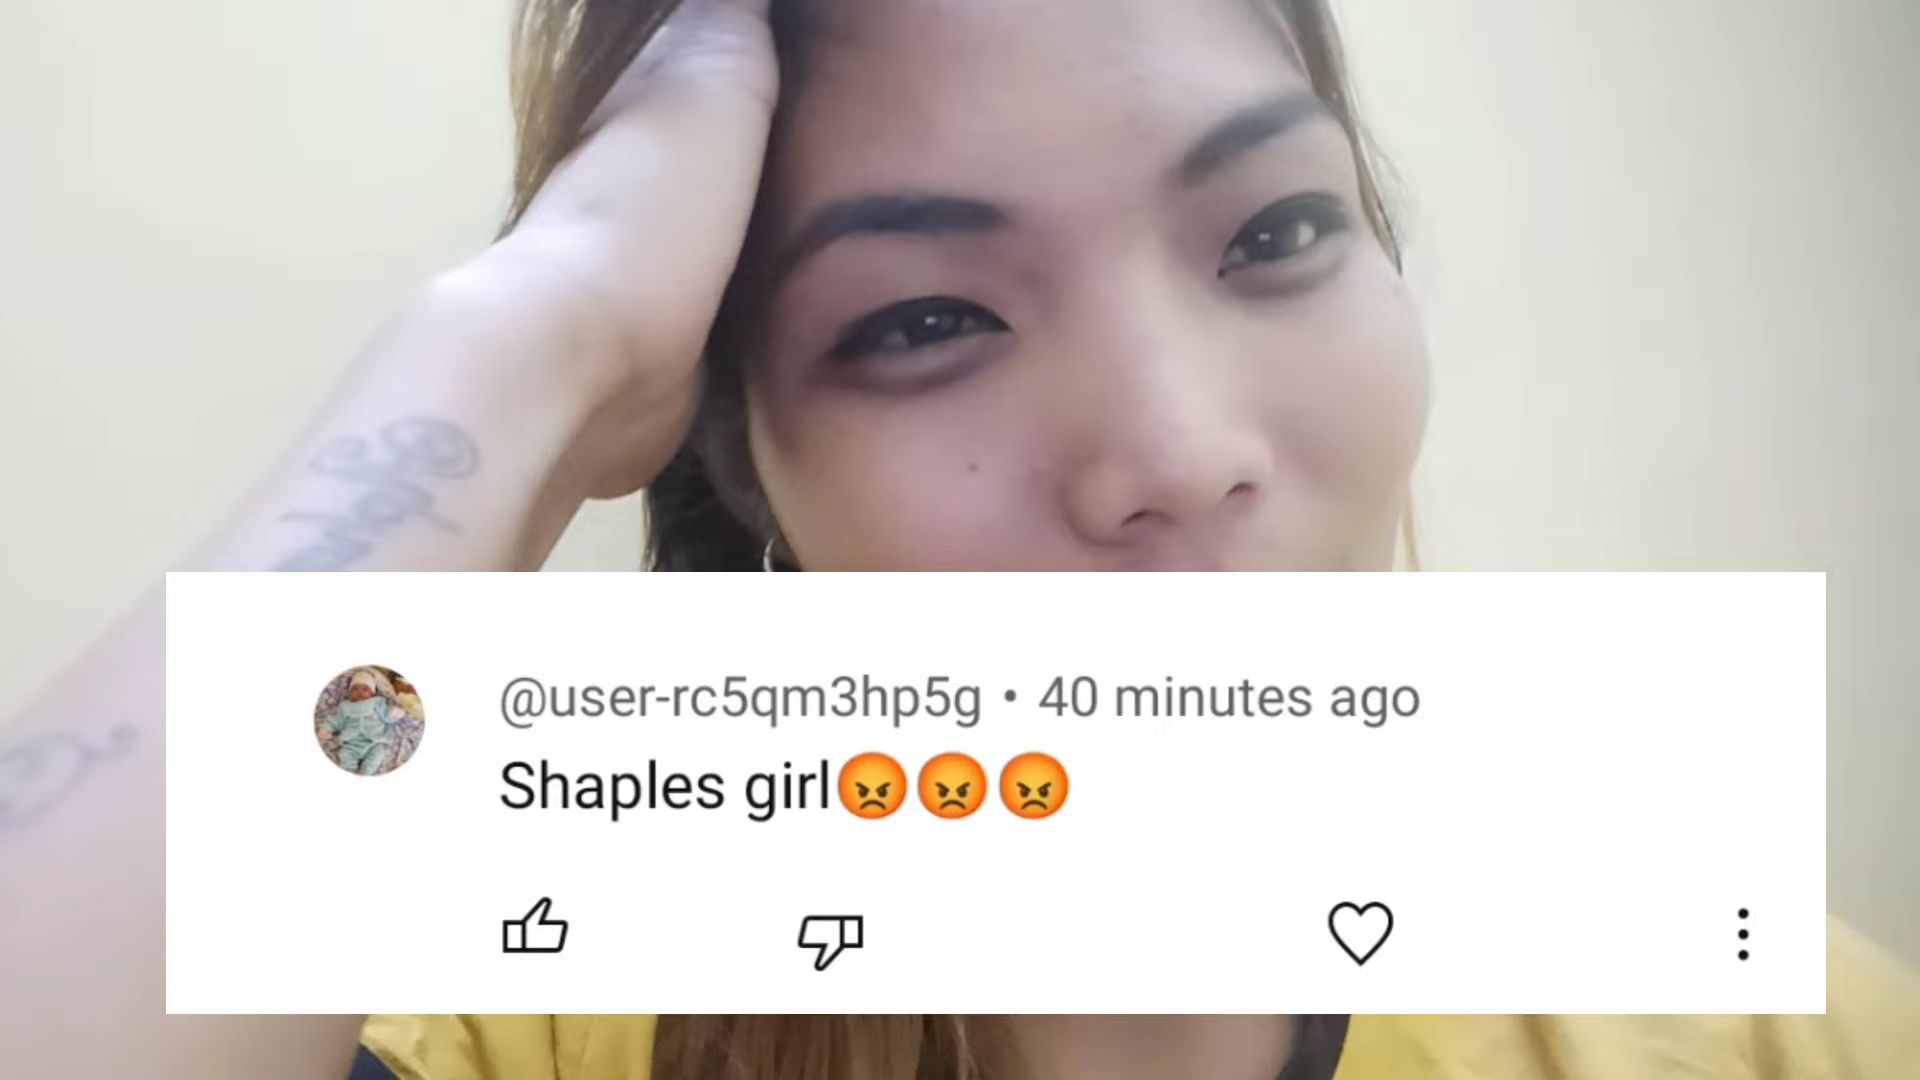 @user-rc5qm3hp5g • 40 minutes ago
Shaples girl😡😡😡